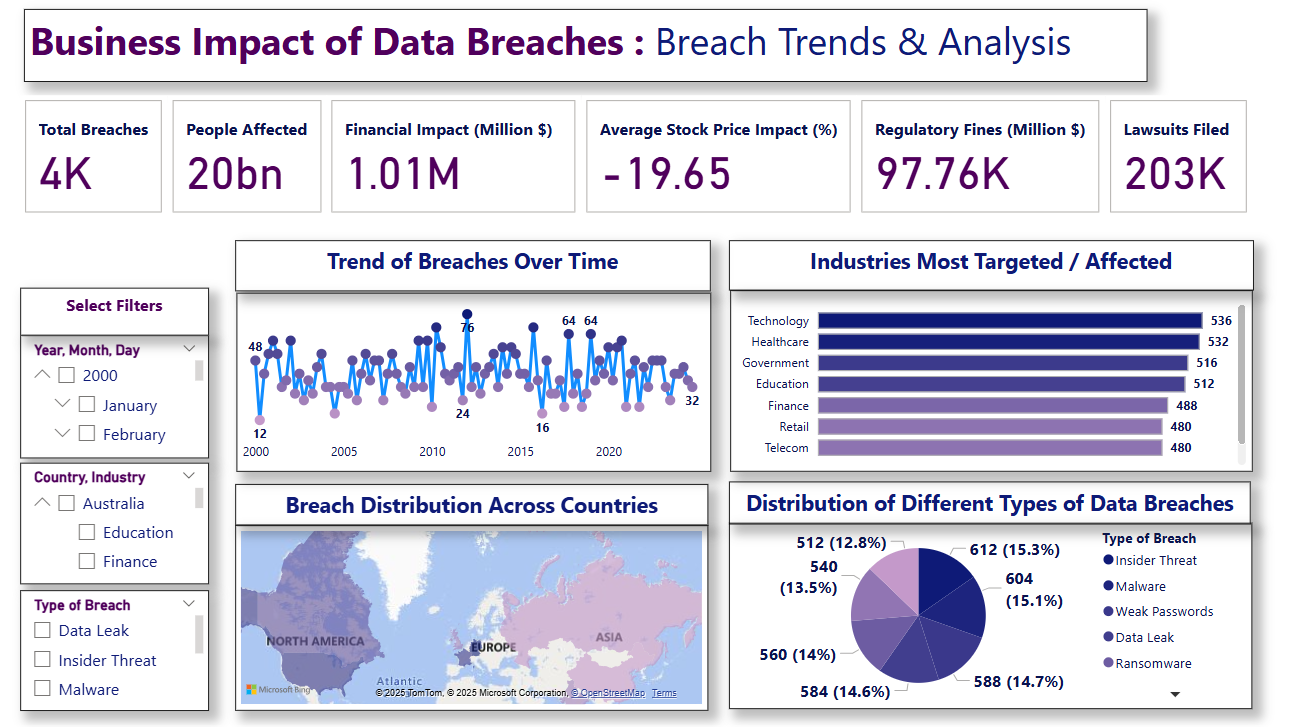 Business Impact of Data Breaches : Breach Trends & Analysis
Total Breaches
4K
People Affected
20bn
Financial Impact (Million $)
1.01M
Average Stock Price Impact (%)
-19.65
Regulatory Fines (Million $)
97.76K
Lawsuits Filed
203K
Select Filters
Year, Month, Day
2000
January
February
Country, Industry
Australia
Education
Finance
Type of Breach
Data Leak
Insider Threat
Malware
Trend of Breaches Over Time
48
12
76
24
64
64
16
32
2000 2005 2010 2015 2020
Industries Most Targeted / Affected
Technology 536
Healthcare 532
Government 516
Education 512
Finance 488
Retail 480
Telecom 480
Breach Distribution Across Countries
NORTH AMERICA
EUROPE
ASIA
Atlantic
Microsoft Bing
© 2025 TomTom, © 2025 Microsoft Corporation, © OpenStreetMap Terms
Distribution of Different Types of Data Breaches
512 (12.8%)
612 (15.3%)
540
(13.5%)
604
(15.1%)
560 (14%)
584 (14.6%)
588 (14.7%)
Type of Breach
Insider Threat
Malware
Weak Passwords
Data Leak
Ransomware